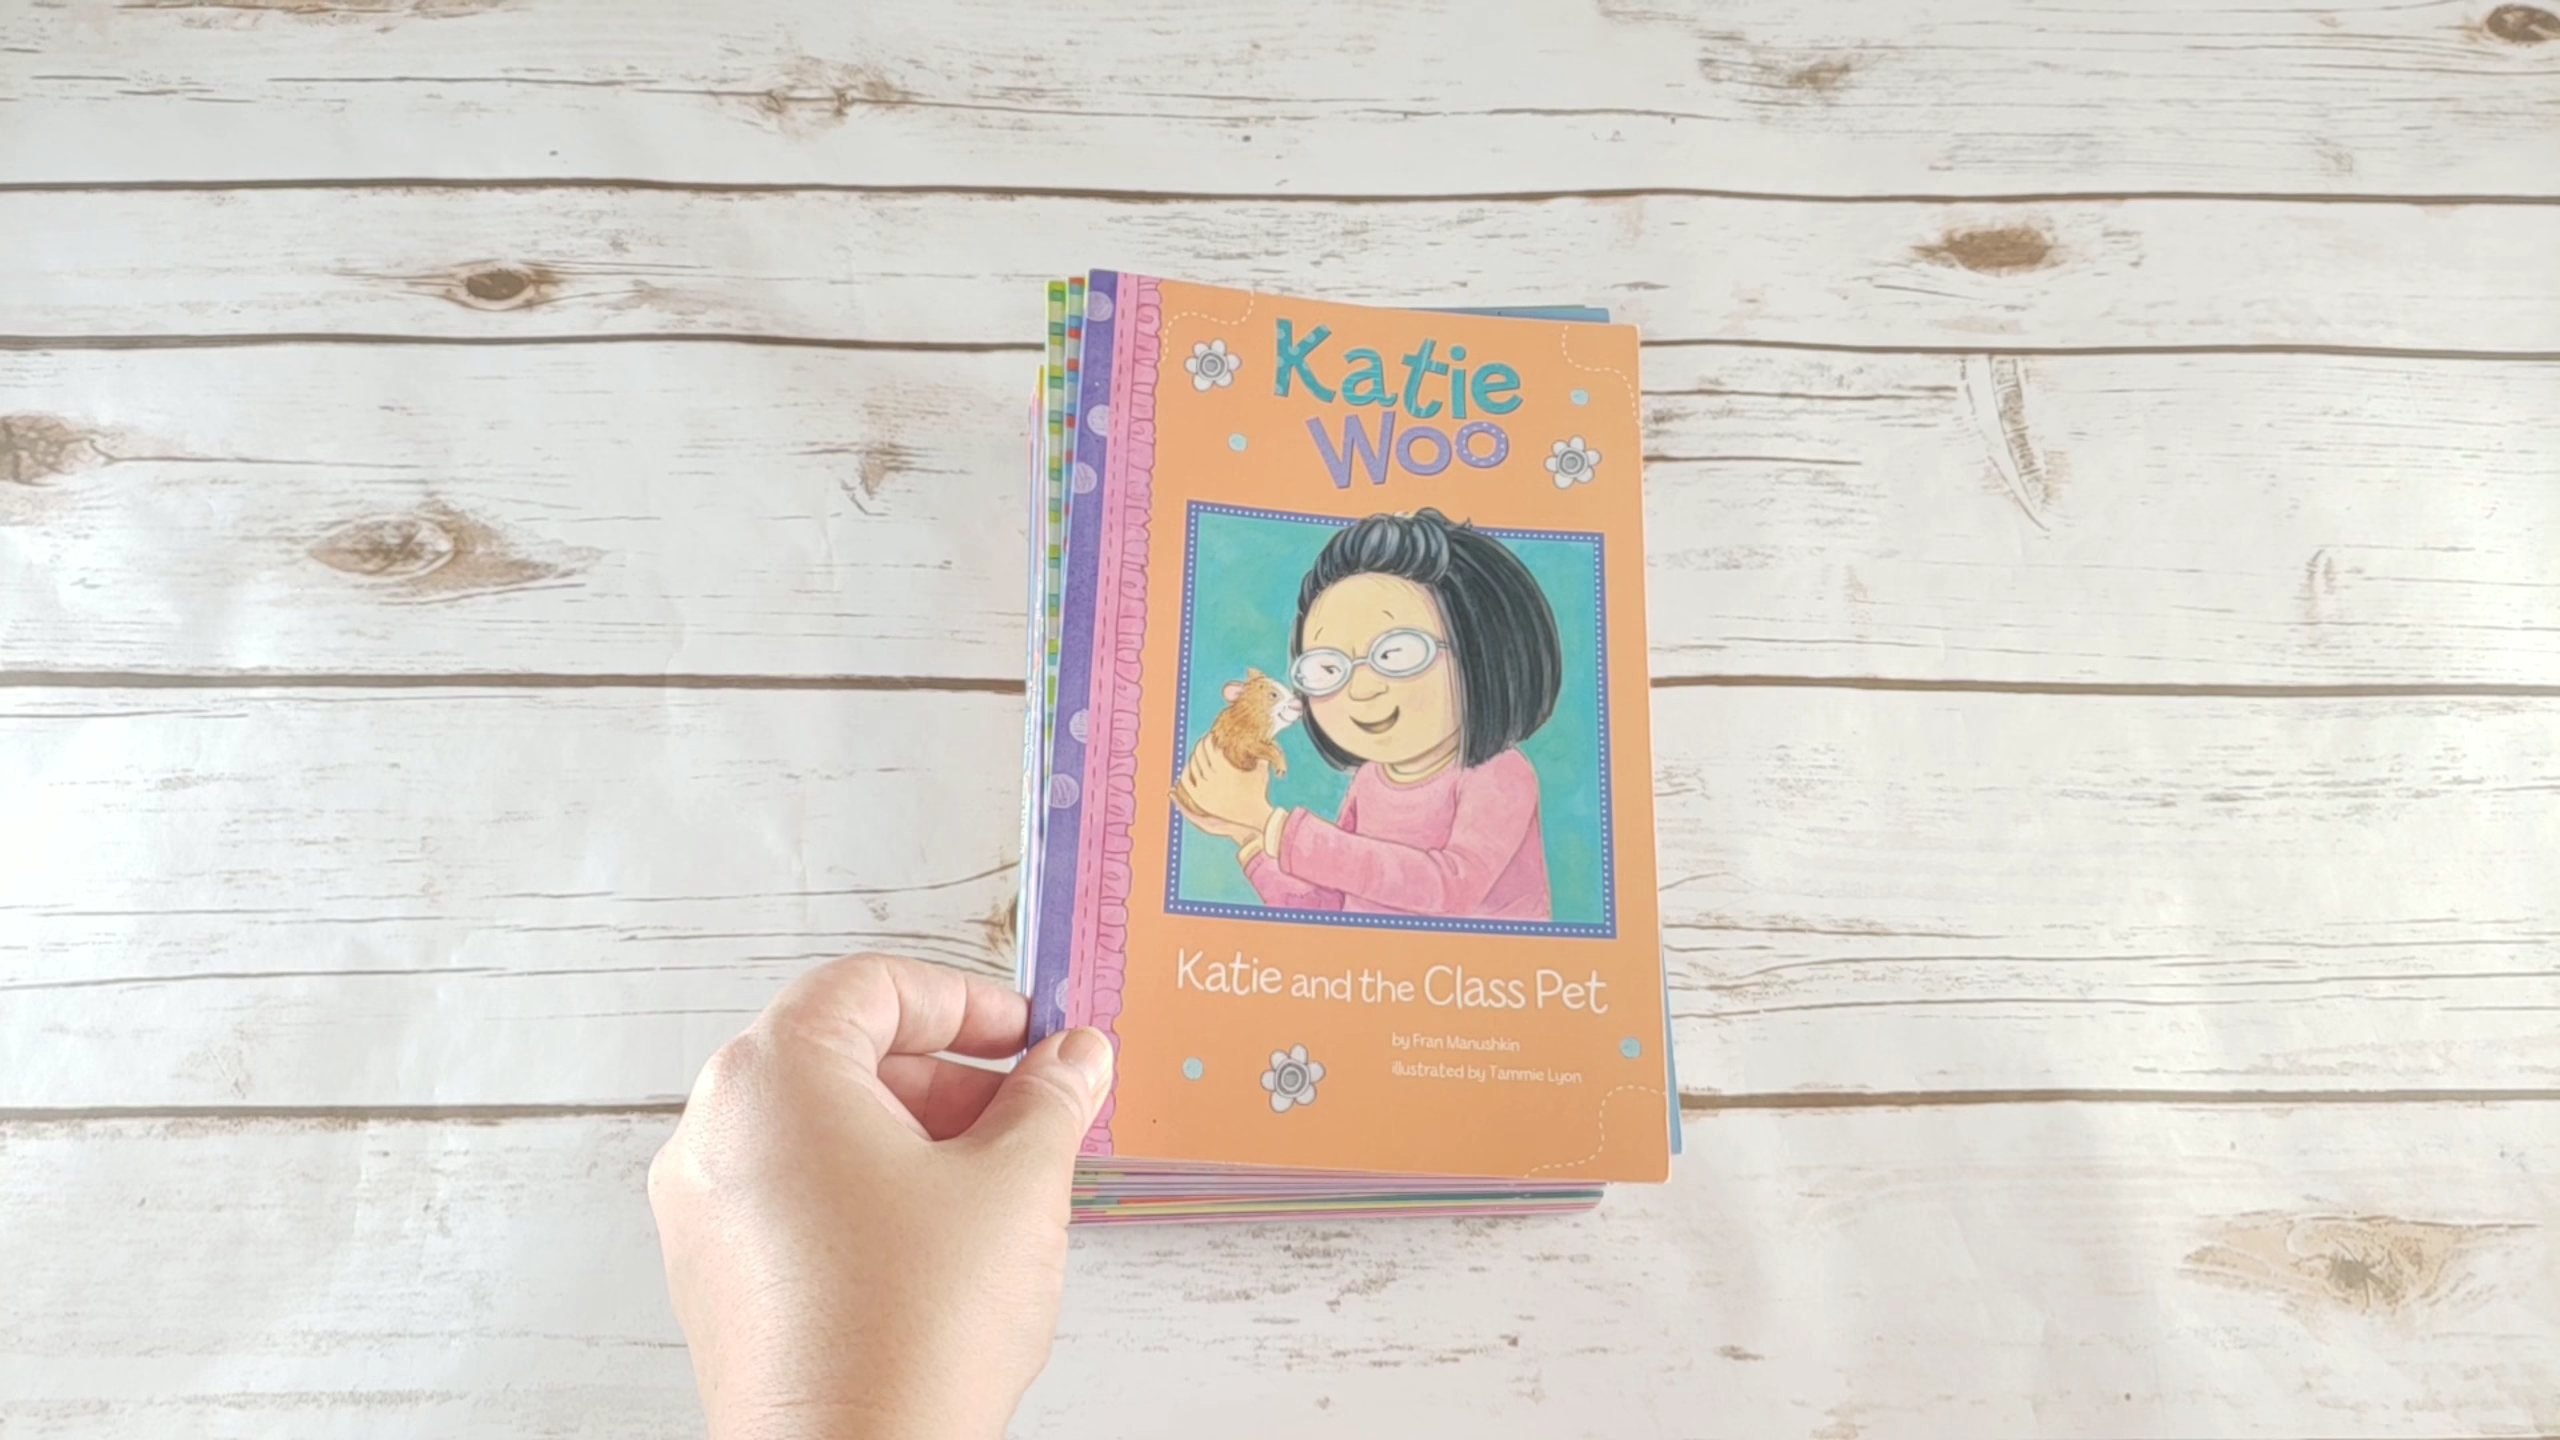 Katie
Woo
Katie and the Class Pet
by Fran Manushkin
illustrated by Tammie Lyon